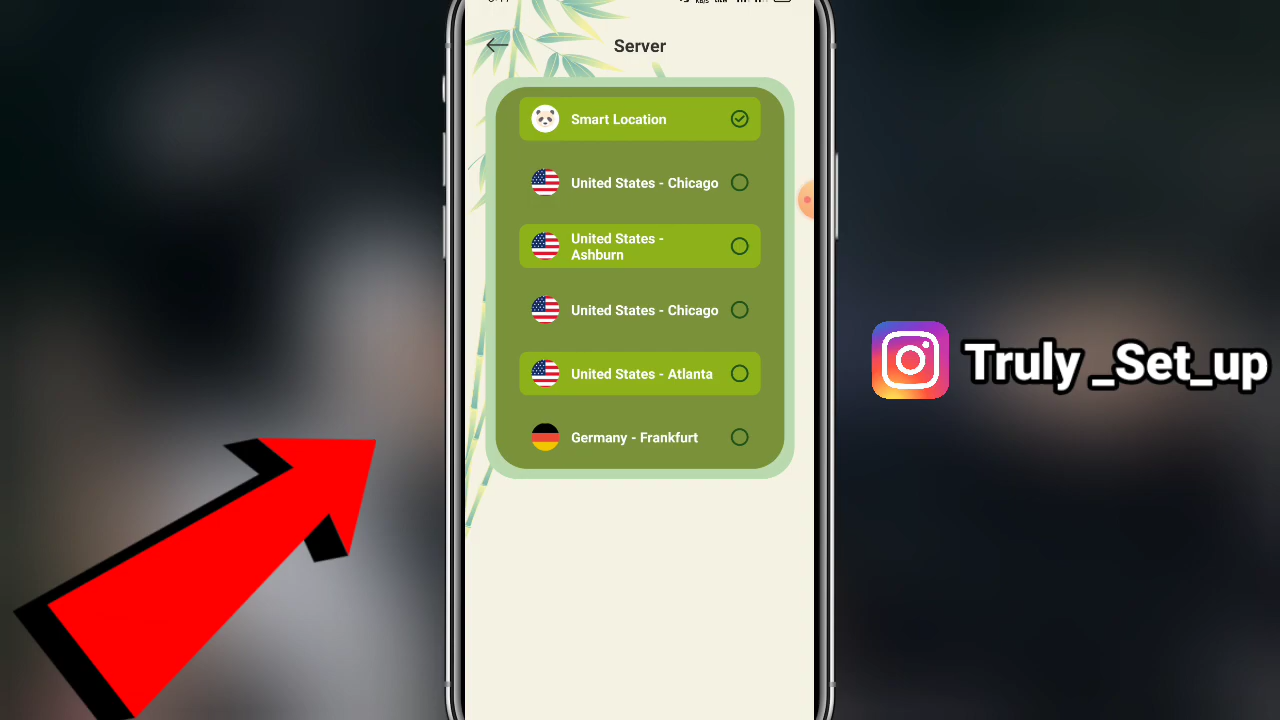 Server
Smart Location
United States - Chicago
United States -
Ashburn
United States - Chicago
United States - Atlanta
Germany - Frankfurt
Truly _Set_up